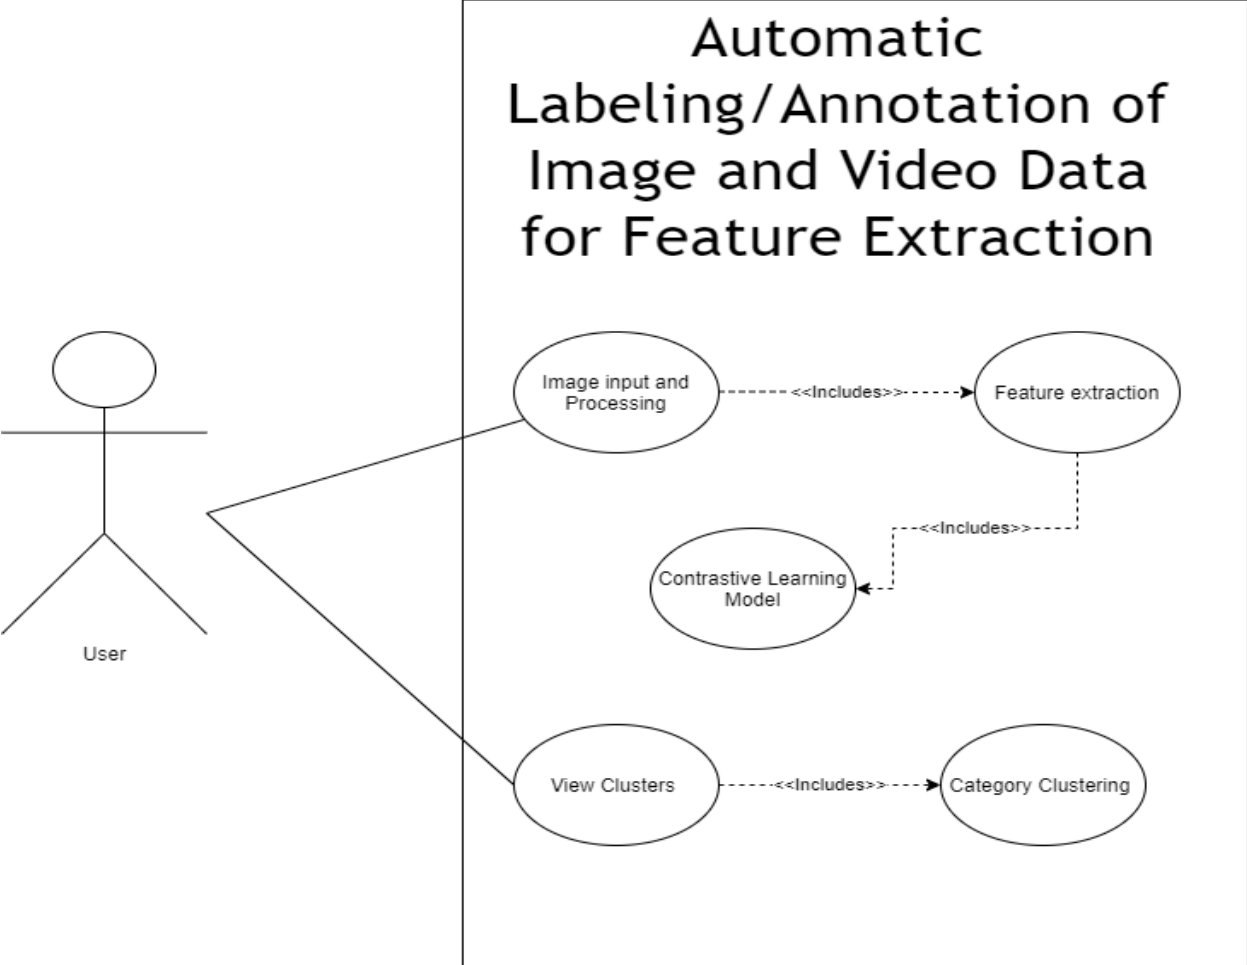 Automatic
Labeling/Annotation of
Image and Video Data
for Feature Extraction
Image input and
Processing
<<Includes>>
Feature extraction
<<Includes>>
Contrastive Learning
Model
User
View Clusters
<<Includes>>
Category Clustering